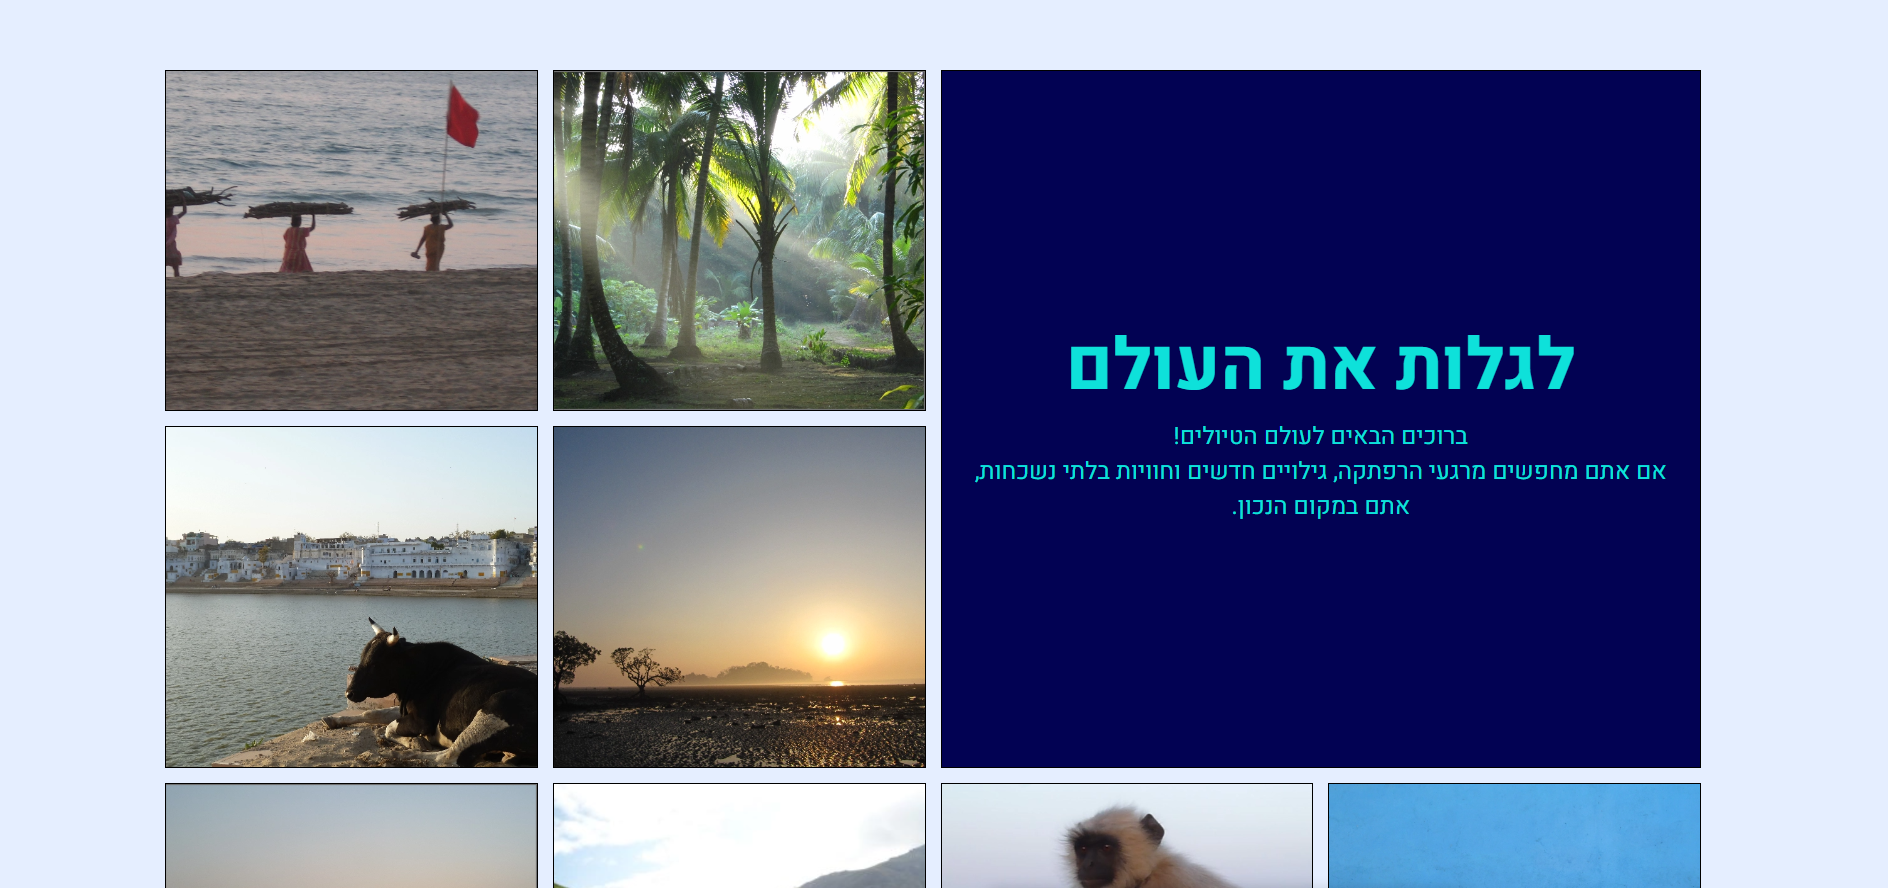 לגלות את העולם
ברוכים הבאים לעולם הטיולים!
אם אתם מחפשים מרגעי הרפתקה, גילויים חדשים וחוויות בלתי נשכחות,
אתם במקום הנכון.